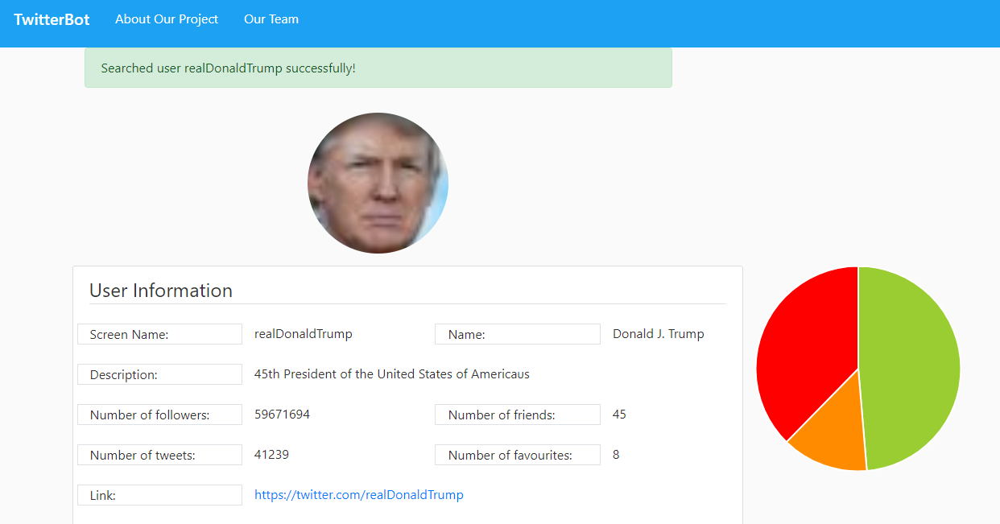 TwitterBot About Our Project Our Team
Searched user realDonaldTrump successfully!
User Information
Screen Name: realDonaldTrump Name: Donald J. Trump
Description: 45th President of the United States of Americaus
Number of followers: 59671694 Number of friends: 45
Number of tweets: 41239 Number of favourites: 8
Link: https://twitter.com/realDonaldTrump